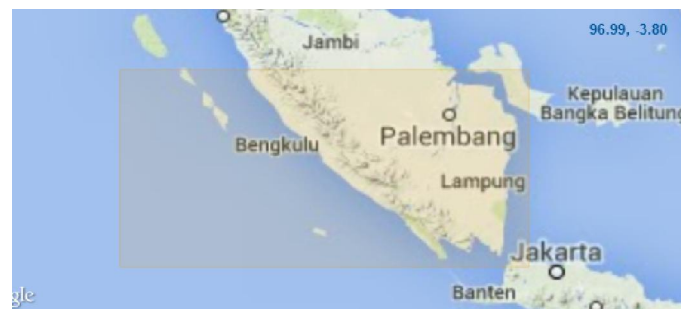 96.99, -3.80
Jambi
Kepulauan
Bangka Belitung
Palembang
Bengkulu
Lampung
Jakarta
Banten
gle